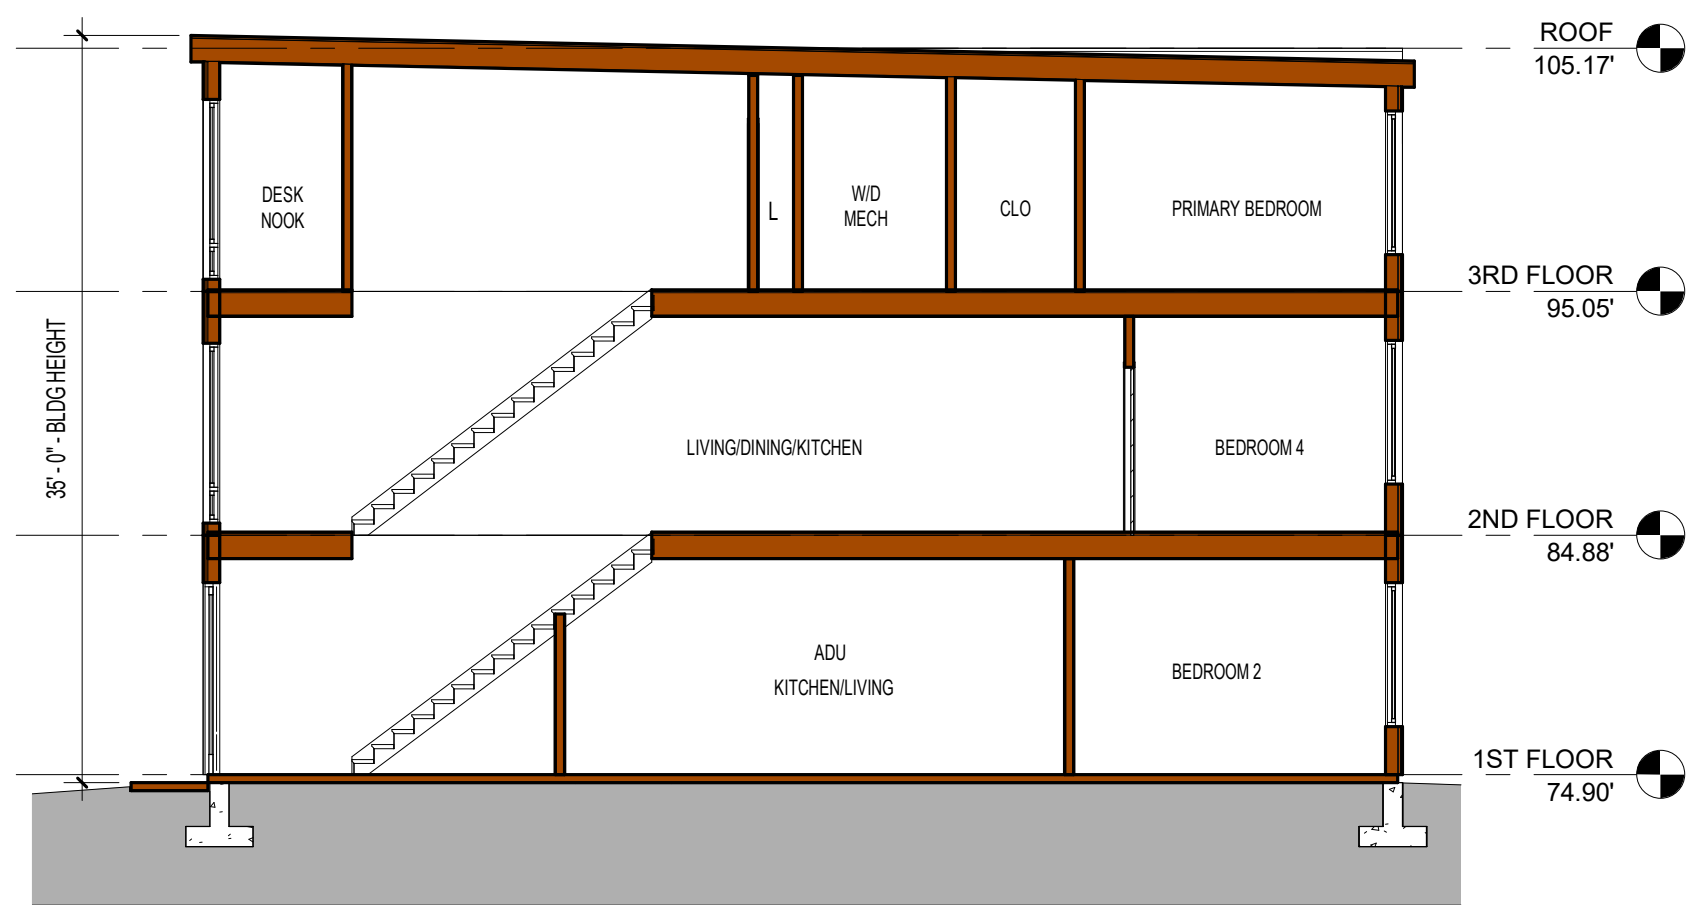 ROOF
105.17'
DESK
NOOK
L
W/D
MECH
CLO
PRIMARY BEDROOM
3RD FLOOR
95.05'
35' - 0" - BLDG HEIGHT
LIVING/DINING/KITCHEN
BEDROOM 4
2ND FLOOR
84.88'
ADU
KITCHEN/LIVING
BEDROOM 2
1ST FLOOR
74.90'